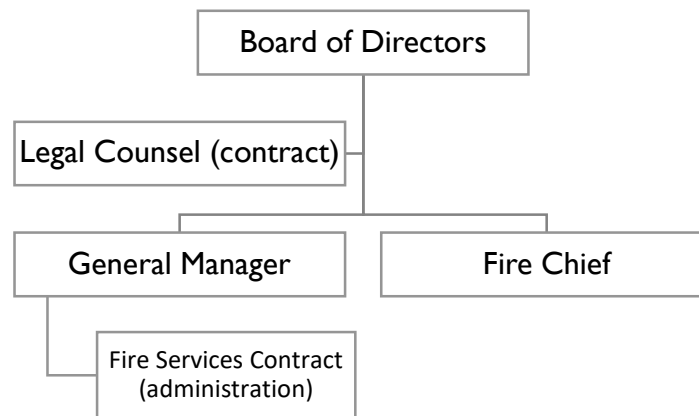 Board of Directors
Legal Counsel (contract)
General Manager
Fire Chief
Fire Services Contract
(administration)